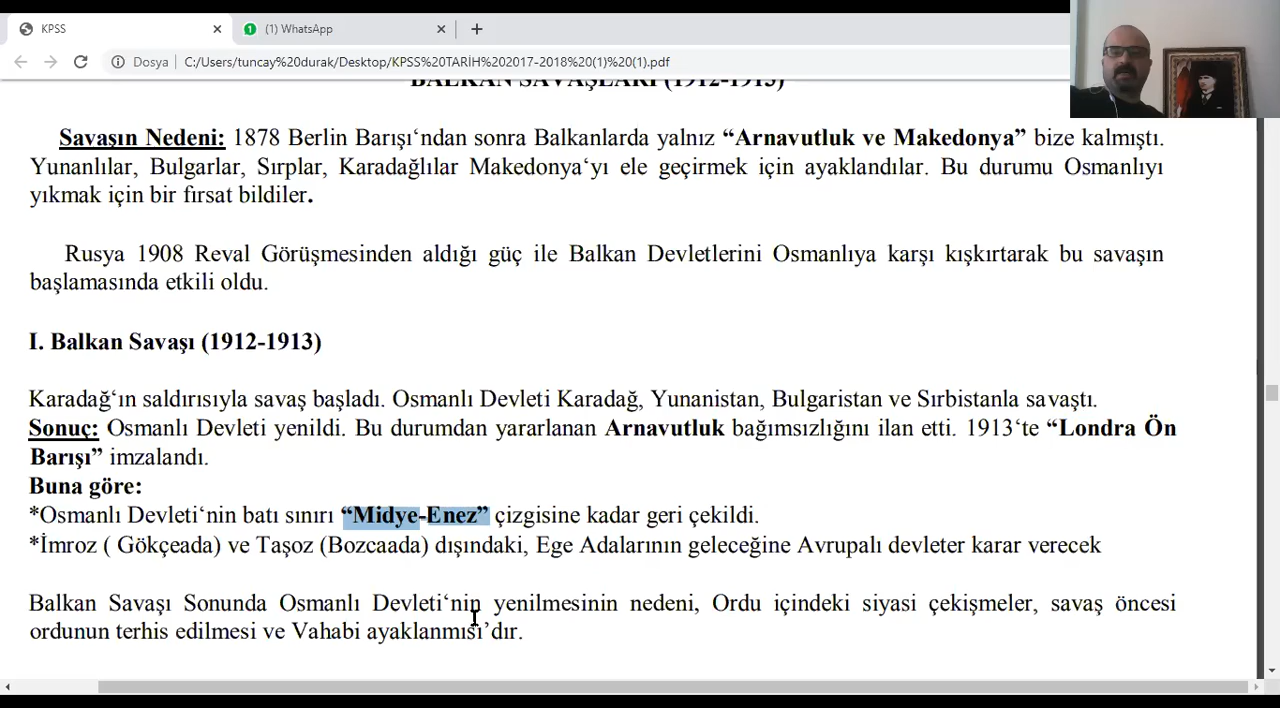 KPSS
(1) WhatsApp
Dosya
C:/Users/tuncay%20durak/Desktop/KPSS%20TARİH%202017-2018%20(1)%20(1).pdf
BALKAN SAVAŞLARI (1912-1913)
Savaşın Nedeni: 1878 Berlin Barışı‘ndan sonra Balkanlarda yalnız “Arnavutluk ve Makedonya” bize kalmıştı.
Yunanlılar, Bulgarlar, Sırplar, Karadağlılar Makedonya‘yı ele geçirmek için ayaklandılar. Bu durumu Osmanlıyı
yıkmak için bir fırsat bildiler.
Rusya 1908 Reval Görüşmesinden aldığı güç ile Balkan Devletlerini Osmanlıya karşı kışkırtarak bu savaşın
başlamasında etkili oldu.
I. Balkan Savaşı (1912-1913)
Karadağ‘ın saldırısıyla savaş başladı. Osmanlı Devleti Karadağ, Yunanistan, Bulgaristan ve Sırbistanla savaştı.
Sonuç: Osmanlı Devleti yenildi. Bu durumdan yararlanan Arnavutluk bağımsızlığını ilan etti. 1913‘te “Londra Ön
Barışı” imzalandı.
Buna göre:
*Osmanlı Devleti‘nin batı sınırı “Midye-Enez” çizgisine kadar geri çekildi.
*İmroz ( Gökçeada) ve Taşoz (Bozcaada) dışındaki, Ege Adalarının geleceğine Avrupalı devleter karar verecek
Balkan Savaşı Sonunda Osmanlı Devleti‘nin yenilmesinin nedeni, Ordu içindeki siyasi çekişmeler, savaş öncesi
ordunun terhis edilmesi ve Vahabi ayaklanmısı’dır.